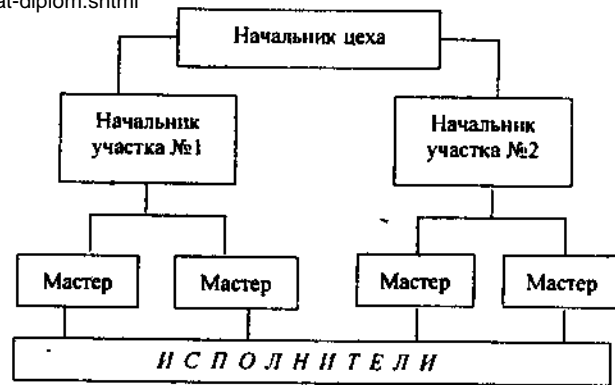 at-diplom.shtml
Начальник цеха
Начальник
участка №1
Начальник
участка №2
Мастер
Мастер
Мастер
Мастер
ИСПОЛНИТЕЛИ